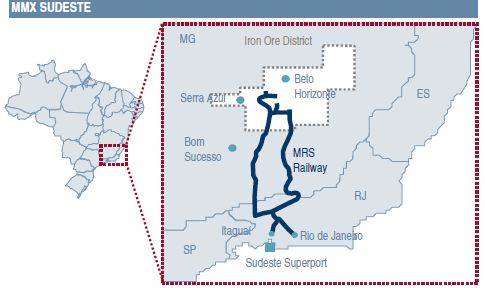 MMX SUDESTE
MG
Iron Ore District
Belo
Horizonte
Serra Azul
ES
Bom
Sucesso
MRS
Railway
RJ
Itaguaí
Rio de Janeiro
SP
Sudeste Superport